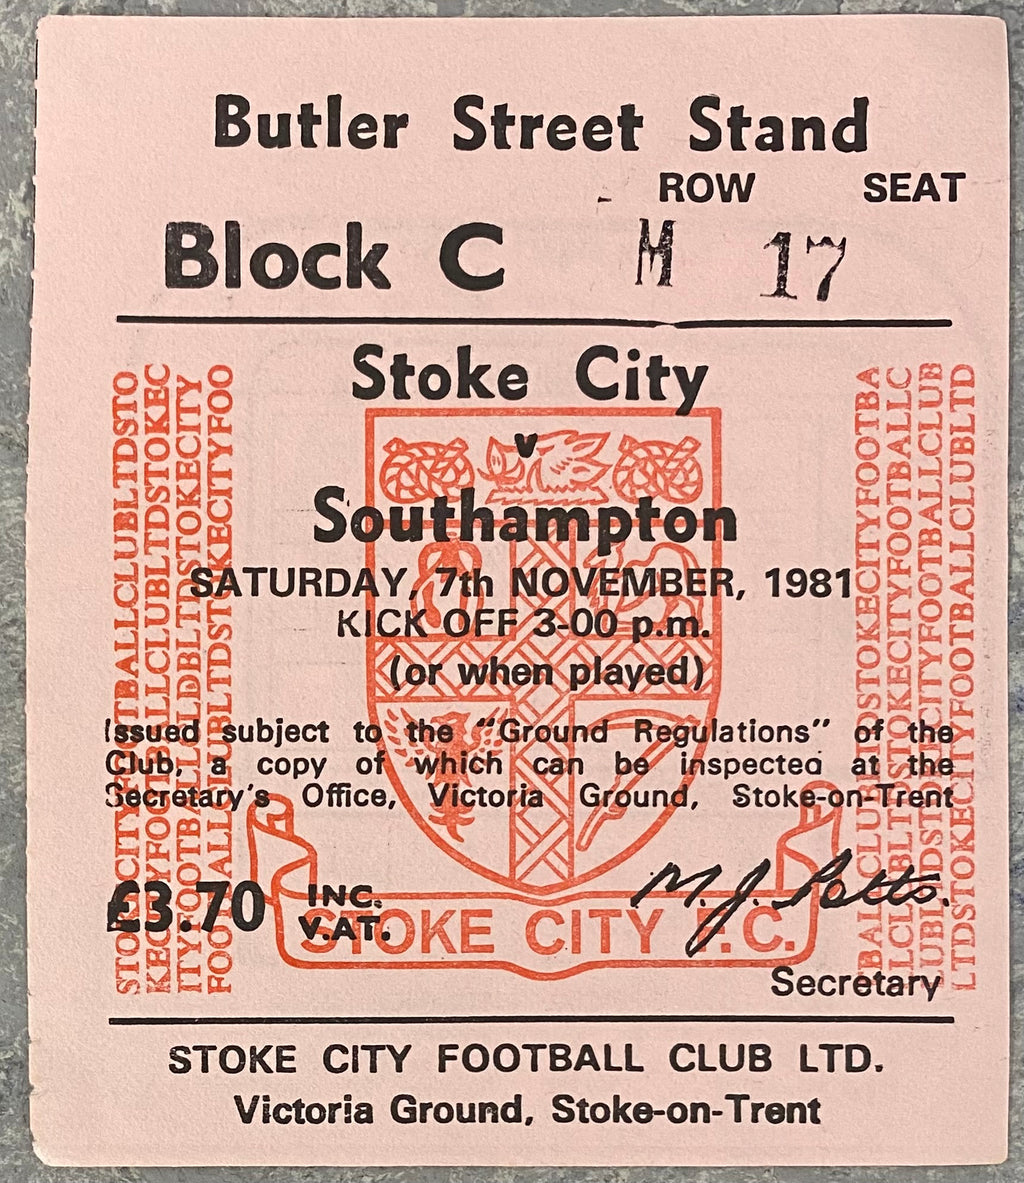 Butler Street Stand
ROW SEAT
Block C M 17
Stoke City
v
Southampton
SATURDAY, 7th NOVEMBER, 1981
KICK OFF 3-00 p.m.
(or when played)
Issued subject to the "Ground Regulations" of the
Club, a copy of which can be inspected at the
Secretary's Office, Victoria Ground, Stoke-on-Trent
£3.70 INC. V.AT.
M. J. Potts.
STOKE CITY F.C.
Secretary
STOKE CITY FOOTBALL CLUB LTD.
Victoria Ground, Stoke-on-Trent